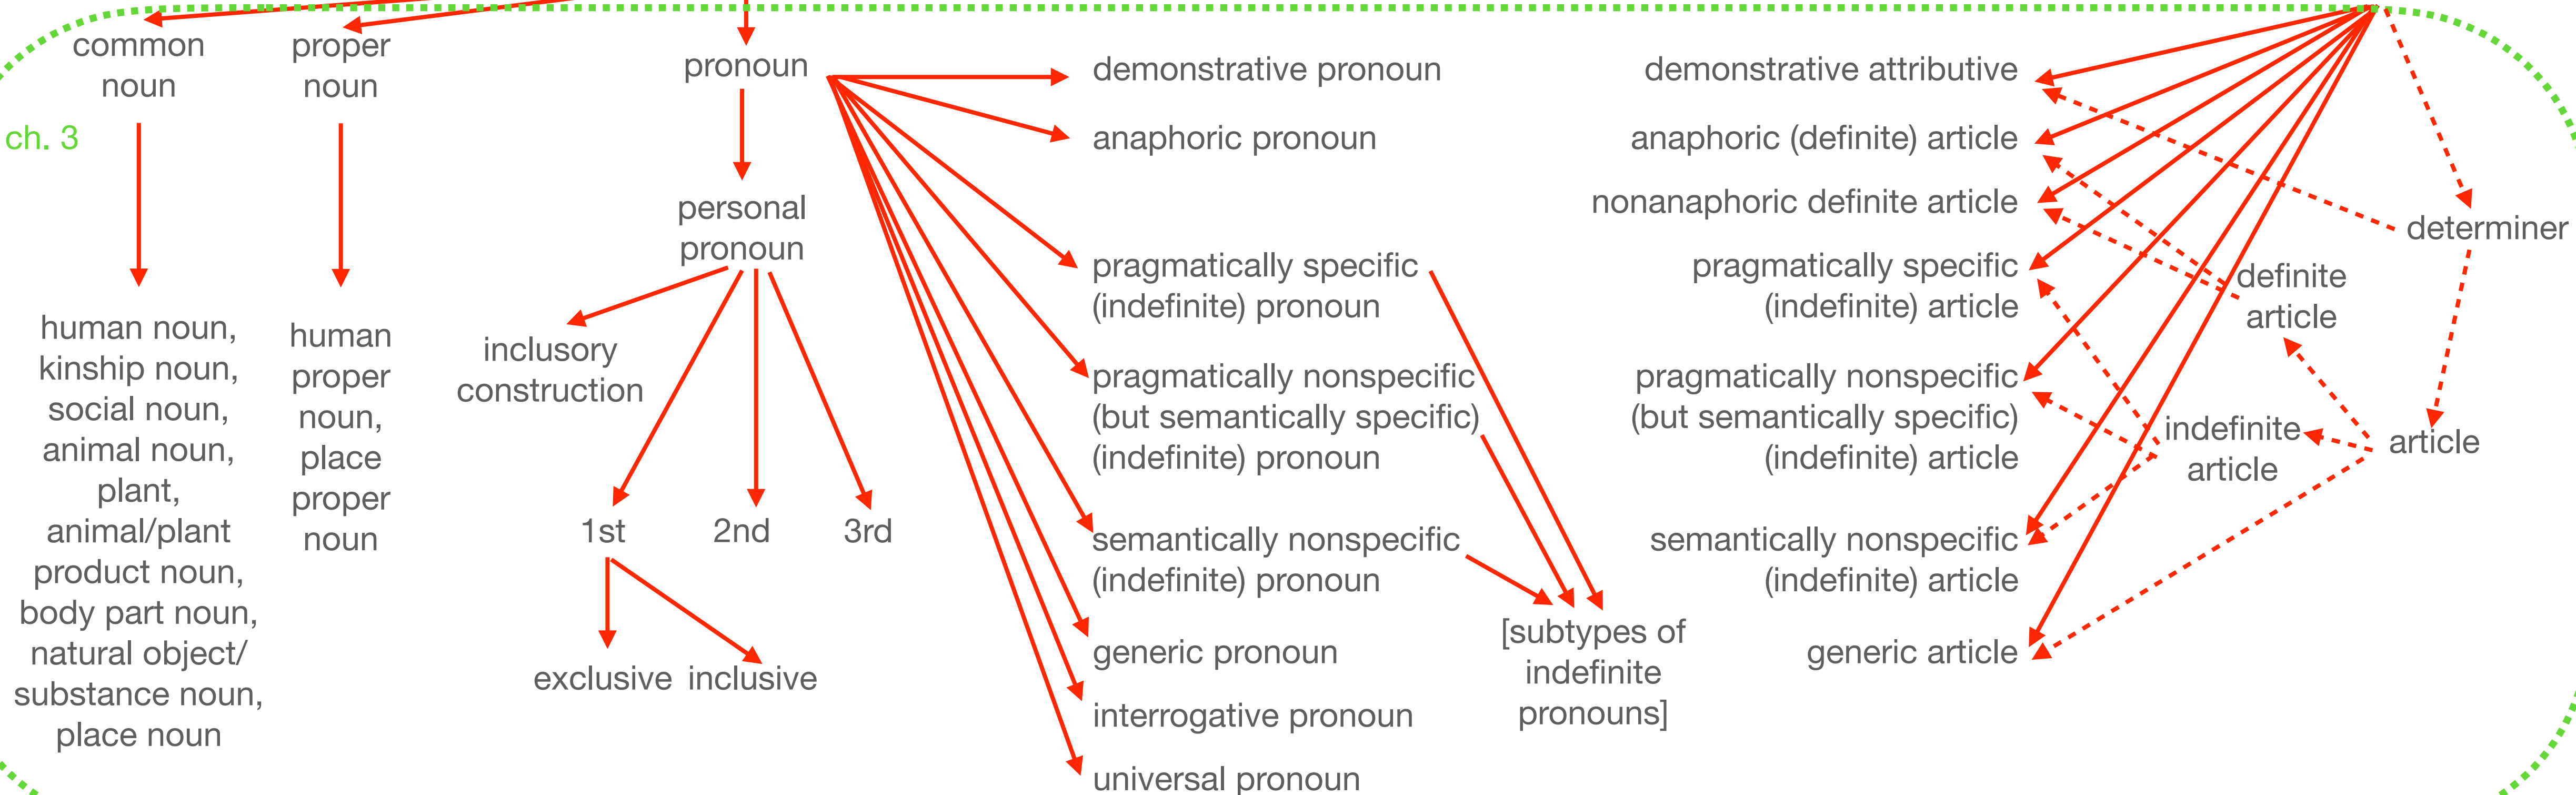 common
noun
proper
noun
ch. 3
human noun,
kinship noun,
social noun,
animal noun,
plant,
animal/plant
product noun,
body part noun,
natural object/
substance noun,
place noun
human
proper
noun,
place
proper
noun
pronoun
personal
pronoun
inclusory
construction
1st
2nd
3rd
exclusive
inclusive
demonstrative pronoun
anaphoric pronoun
pragmatically specific
(indefinite) pronoun
pragmatically nonspecific
(but semantically specific)
(indefinite) pronoun
semantically nonspecific
(indefinite) pronoun
generic pronoun
interrogative pronoun
universal pronoun
[subtypes of
indefinite
pronouns]
demonstrative attributive
anaphoric (definite) article
nonanaphoric definite article
pragmatically specific
(indefinite) article
pragmatically nonspecific
(but semantically specific)
(indefinite) article
semantically nonspecific
(indefinite) article
generic article
determiner
definite
article
indefinite
article
article